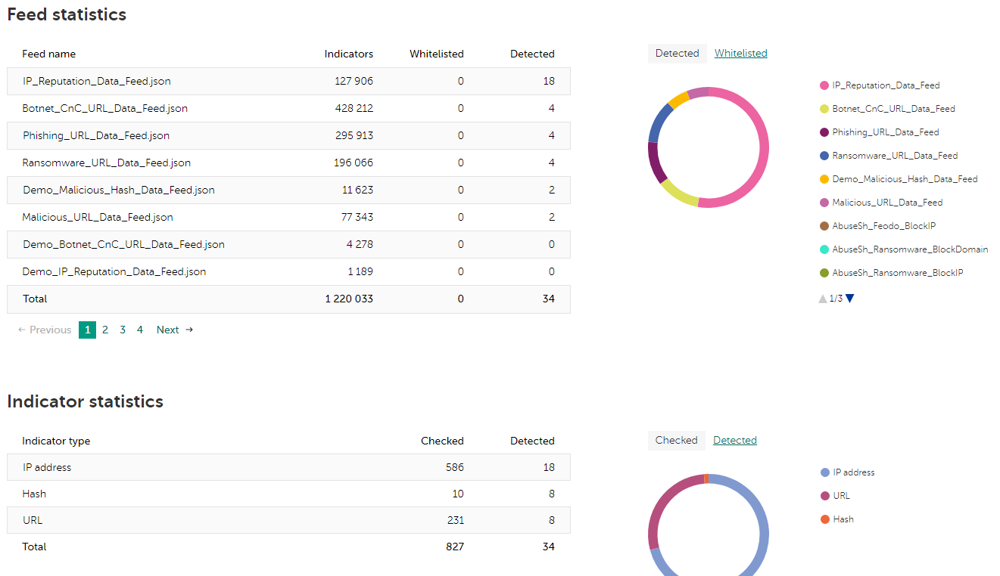 Feed statistics
Feed name Indicators Whitelisted Detected
IP_Reputation_Data_Feed.json 127 906 0 18
Botnet_CnC_URL_Data_Feed.json 428 212 0 4
Phishing_URL_Data_Feed.json 295 913 0 4
Ransomware_URL_Data_Feed.json 196 066 0 4
Demo_Malicious_Hash_Data_Feed.json 11 623 0 2
Malicious_URL_Data_Feed.json 77 343 0 2
Demo_Botnet_CnC_URL_Data_Feed.json 4 278 0 0
Demo_IP_Reputation_Data_Feed.json 1 189 0 0
Total 1 220 033 0 34
← Previous 1 2 3 4 Next →
Detected Whitelisted
IP_Reputation_Data_Feed
Botnet_CnC_URL_Data_Feed
Phishing_URL_Data_Feed
Ransomware_URL_Data_Feed
Demo_Malicious_Hash_Data_Feed
Malicious_URL_Data_Feed
AbuseSh_Feodo_BlockIP
AbuseSh_Ransomware_BlockDomain
AbuseSh_Ransomware_BlockIP
▲ 1/3 ▼
Indicator statistics
Indicator type Checked Detected
IP address 586 18
Hash 10 8
URL 231 8
Total 827 34
Checked Detected
IP address
URL
Hash